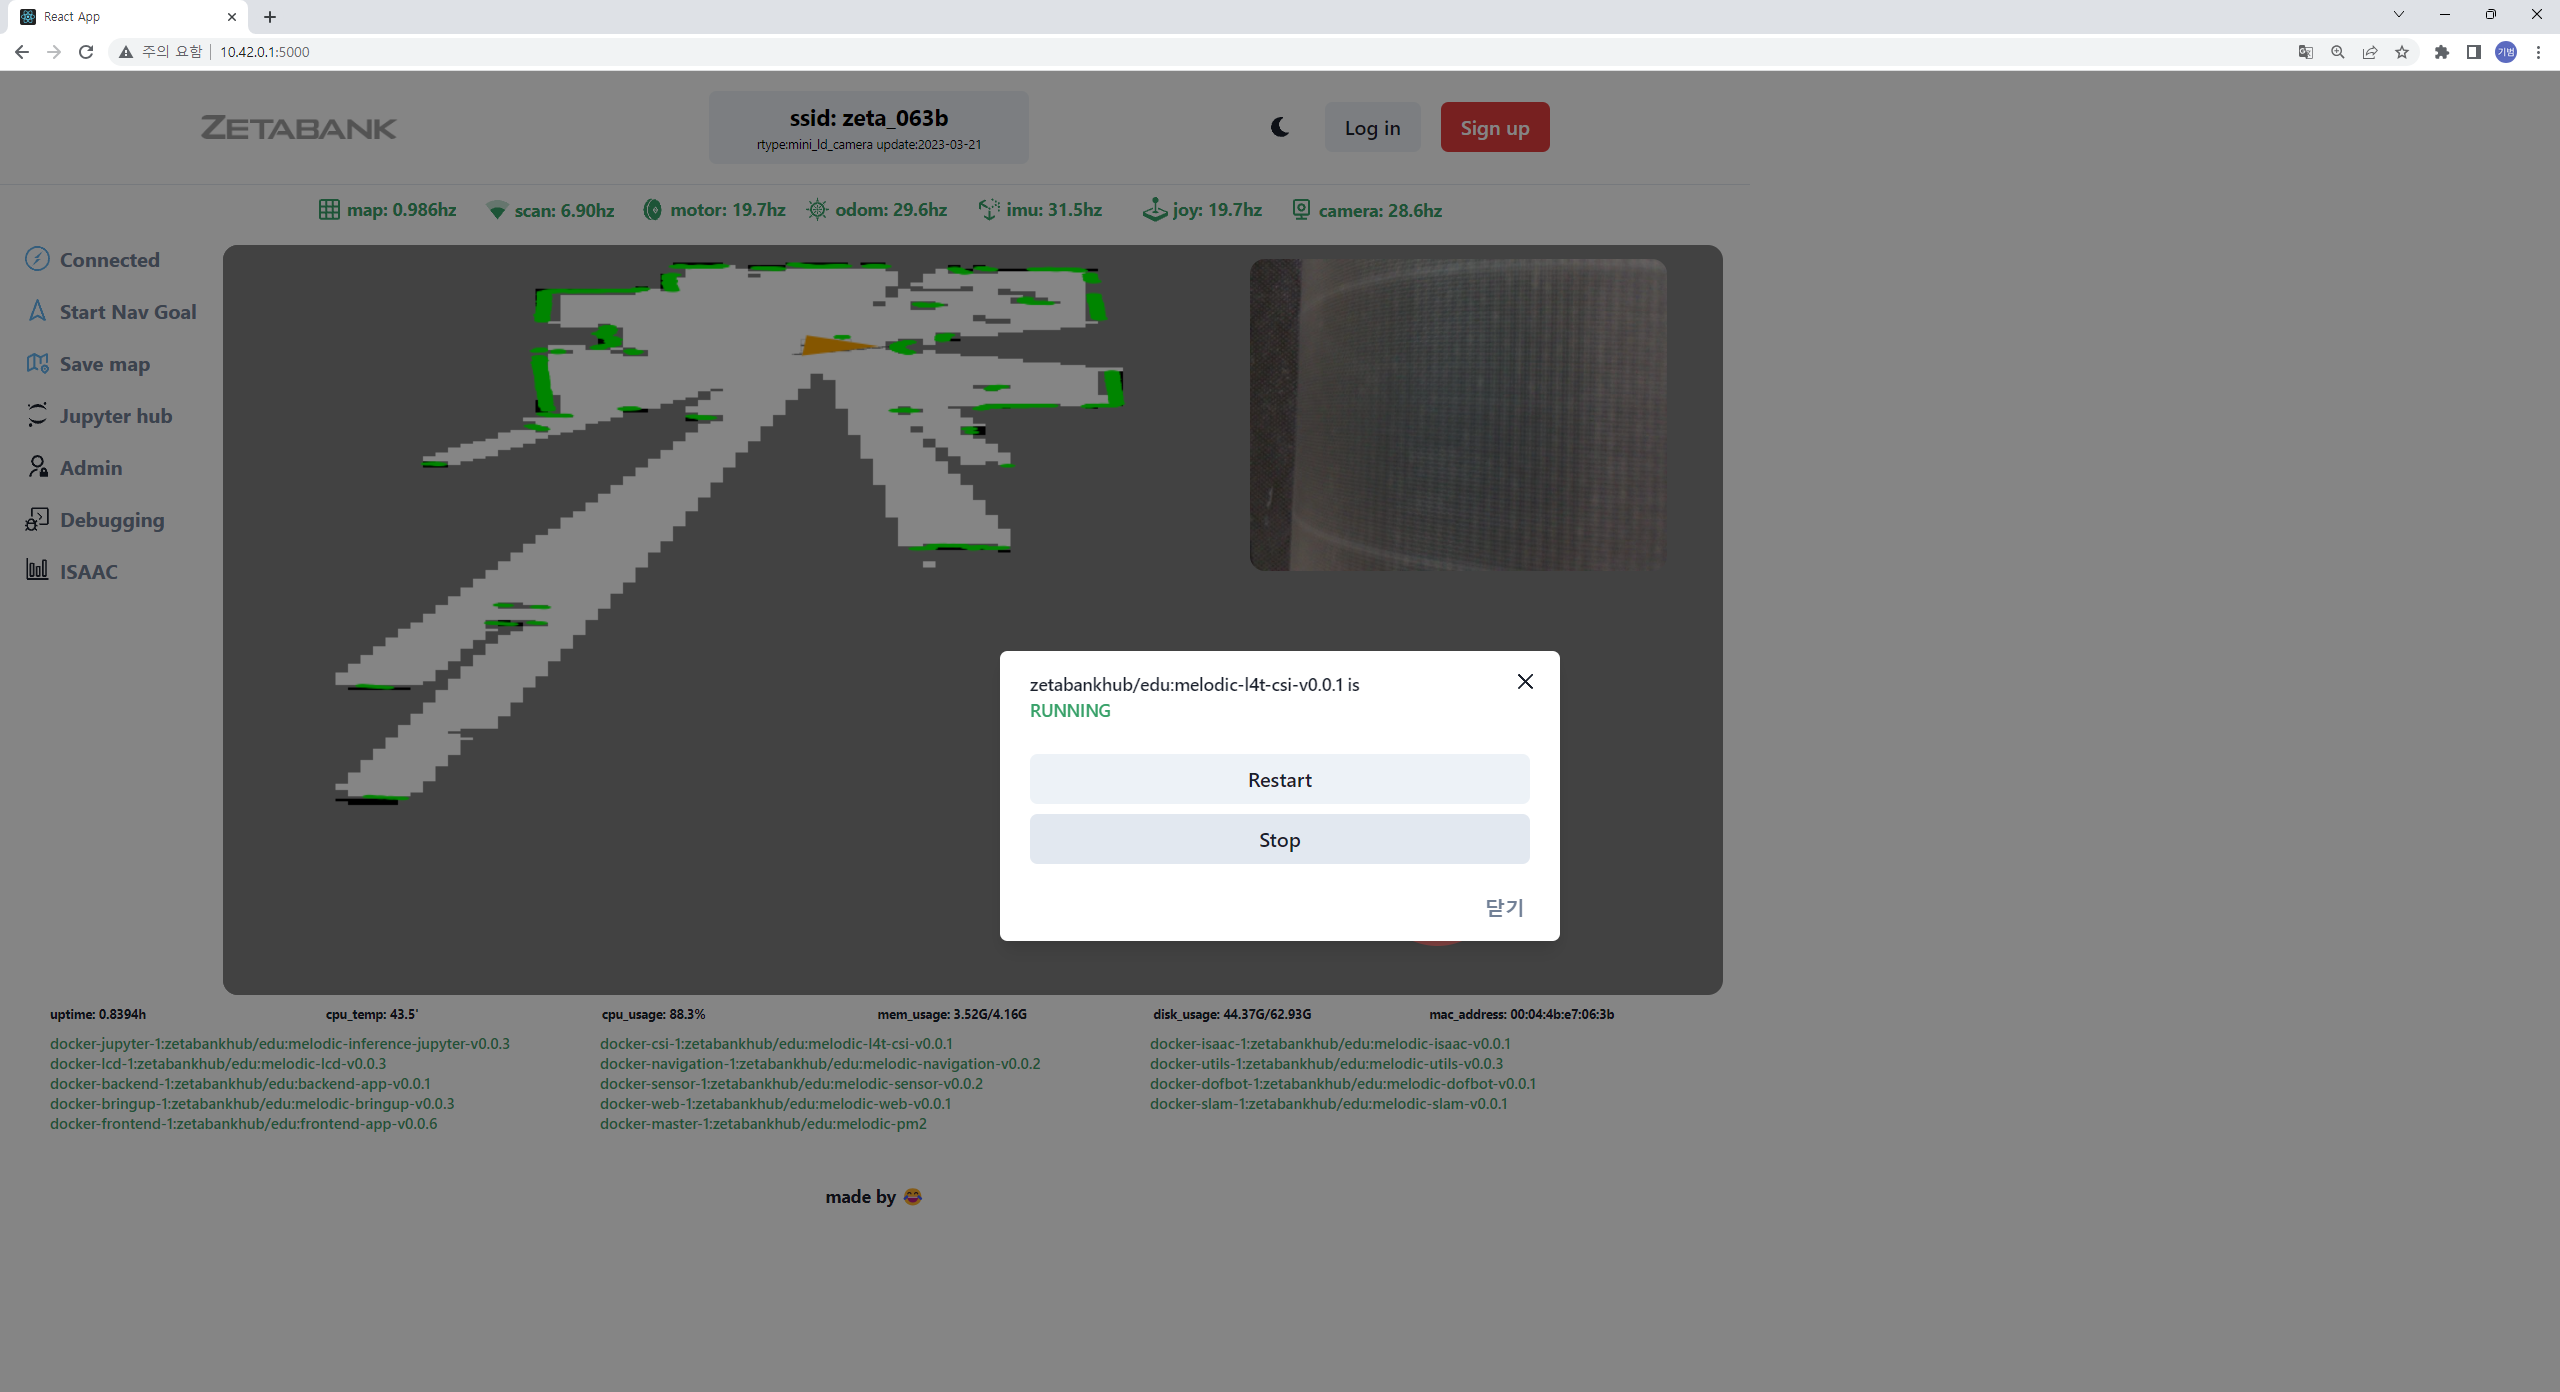 React App
주의 요함
10.42.0.1:5000
기범
ZETABANK
ssid: zeta_063b
rtype:mini_ld_camera update:2023-03-21
Log in
Sign up
map: 0.986hz
scan: 6.90hz
motor: 19.7hz
odom: 29.6hz
imu: 31.5hz
joy: 19.7hz
camera: 28.6hz
Connected
Start Nav Goal
Save map
Jupyter hub
Admin
Debugging
ISAAC
zetabankhub/edu:melodic-l4t-csi-v0.0.1 is
RUNNING
Restart
Stop
닫기
uptime: 0.8394h
cpu_temp: 43.5'
cpu_usage: 88.3%
mem_usage: 3.52G/4.16G
disk_usage: 44.37G/62.93G
mac_address: 00:04:4b:e7:06:3b
docker-jupyter-1:zetabankhub/edu:melodic-inference-jupyter-v0.0.3
docker-lcd-1:zetabankhub/edu:melodic-lcd-v0.0.3
docker-backend-1:zetabankhub/edu:backend-app-v0.0.1
docker-bringup-1:zetabankhub/edu:melodic-bringup-v0.0.3
docker-frontend-1:zetabankhub/edu:frontend-app-v0.0.6
docker-csi-1:zetabankhub/edu:melodic-l4t-csi-v0.0.1
docker-navigation-1:zetabankhub/edu:melodic-navigation-v0.0.2
docker-sensor-1:zetabankhub/edu:melodic-sensor-v0.0.2
docker-web-1:zetabankhub/edu:melodic-web-v0.0.1
docker-master-1:zetabankhub/edu:melodic-pm2
docker-isaac-1:zetabankhub/edu:melodic-isaac-v0.0.1
docker-utils-1:zetabankhub/edu:melodic-utils-v0.0.3
docker-dofbot-1:zetabankhub/edu:melodic-dofbot-v0.0.1
docker-slam-1:zetabankhub/edu:melodic-slam-v0.0.1
made by 😂